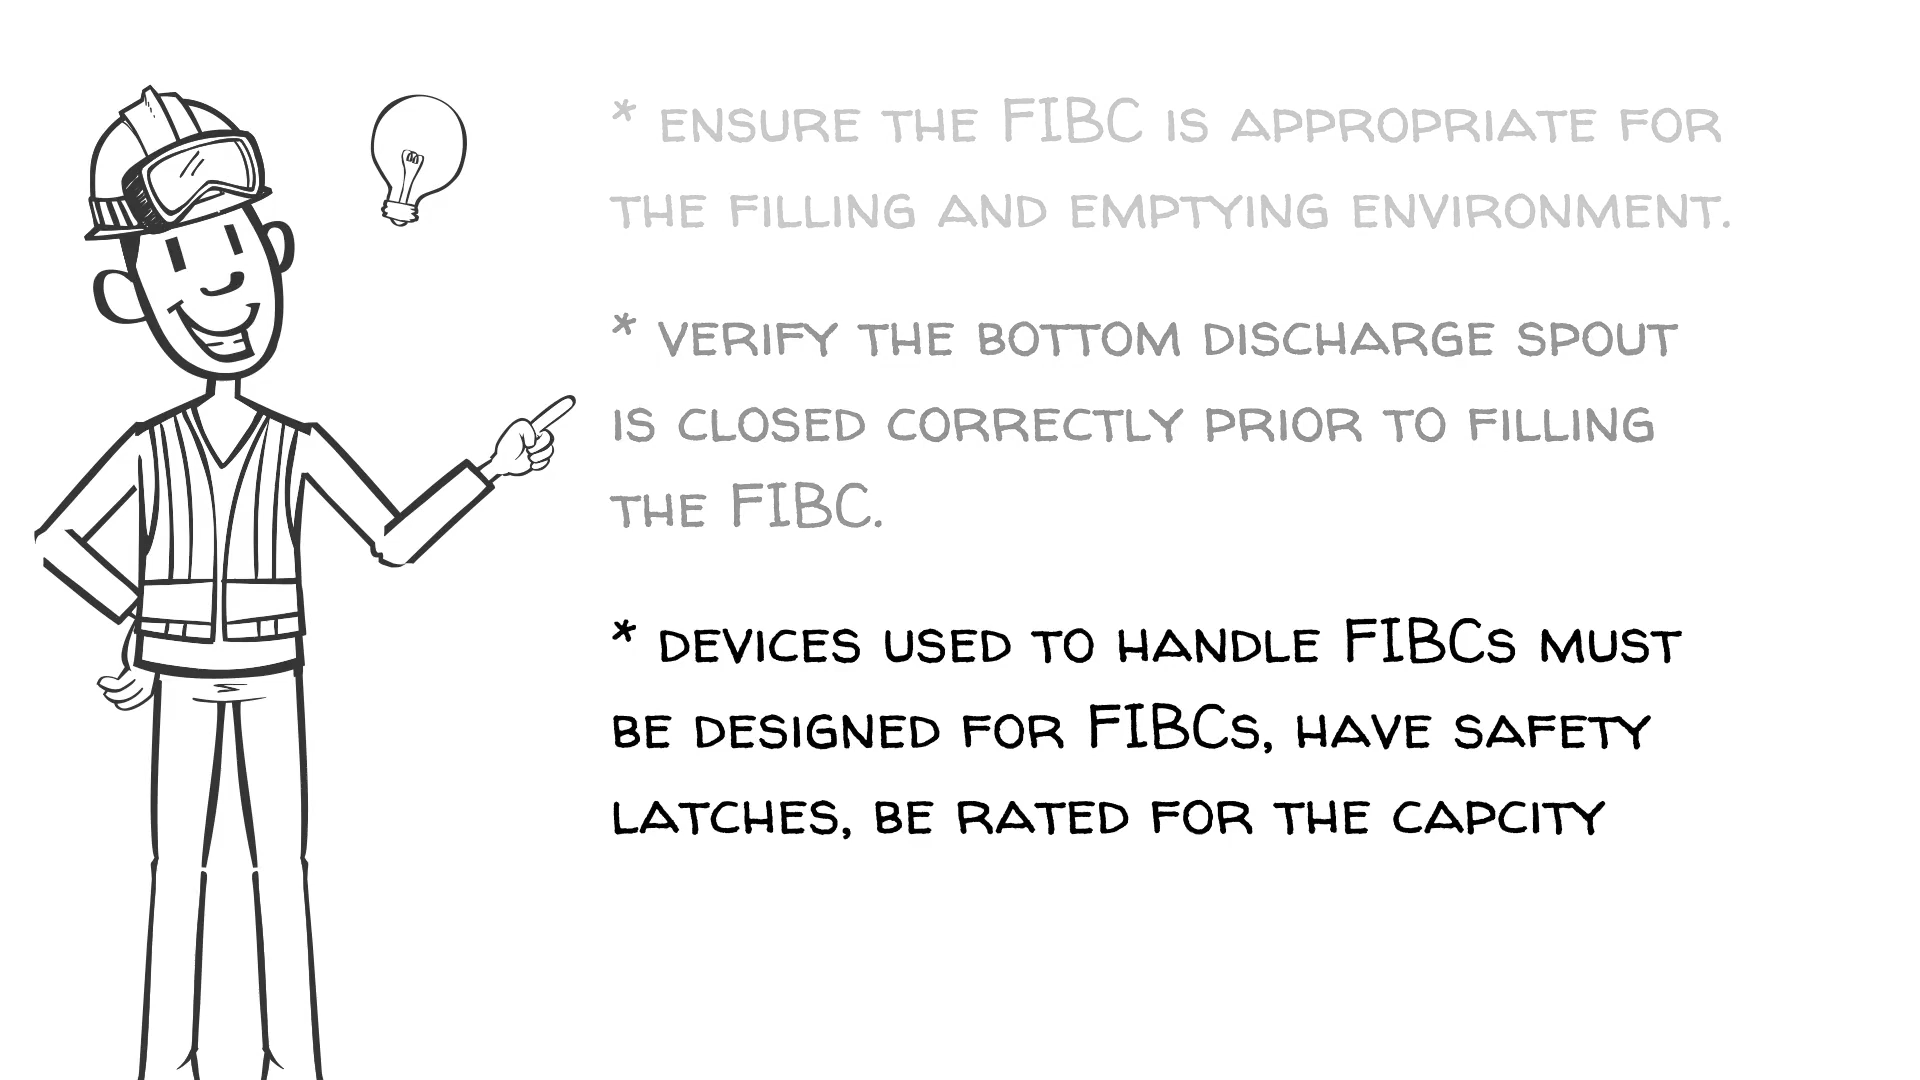 * ENSURE THE FIBC IS APPROPRIATE FOR
THE FILLING AND EMPTYING ENVIRONMENT.
* VERIFY THE BOTTOM DISCHARGE SPOUT
IS CLOSED CORRECTLY PRIOR TO FILLING
THE FIBC.
* DEVICES USED TO HANDLE FIBCS MUST
BE DESIGNED FOR FIBCS, HAVE SAFETY
LATCHES, BE RATED FOR THE CAPCITY